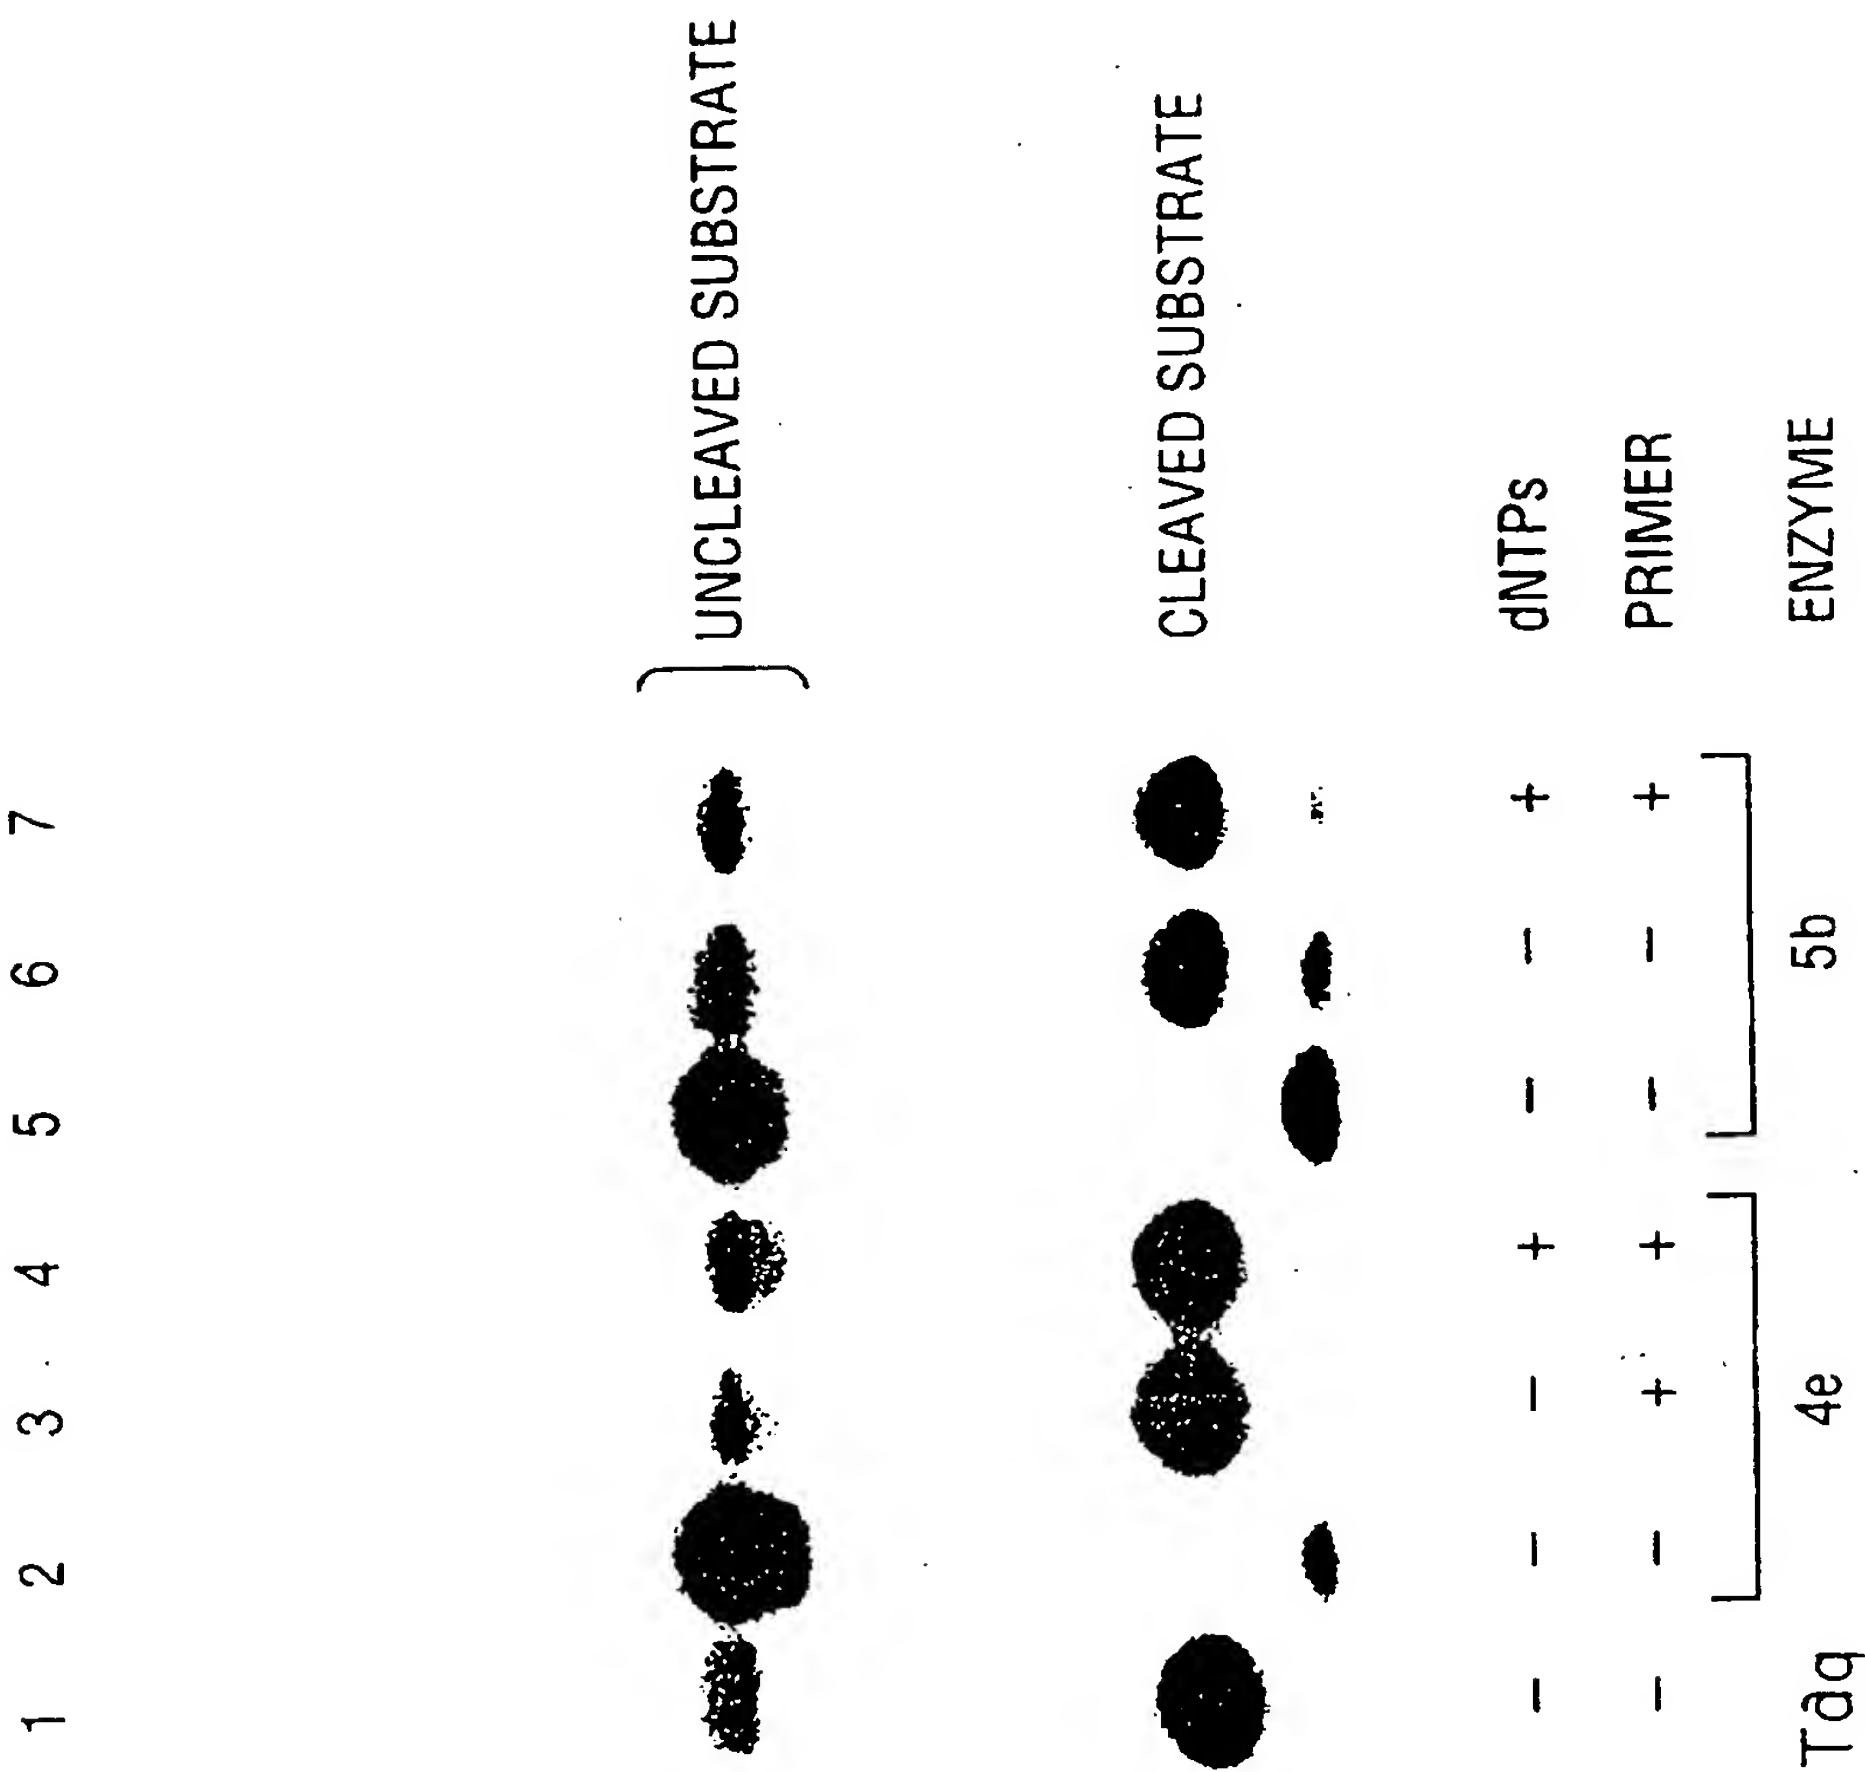 1 2 3 4 5 6 7
UNCLEAVED SUBSTRATE
CLEAVED SUBSTRATE
- - - + - - + dNTPs
- - + + - - + PRIMER
Taq 4e 5b ENZYME